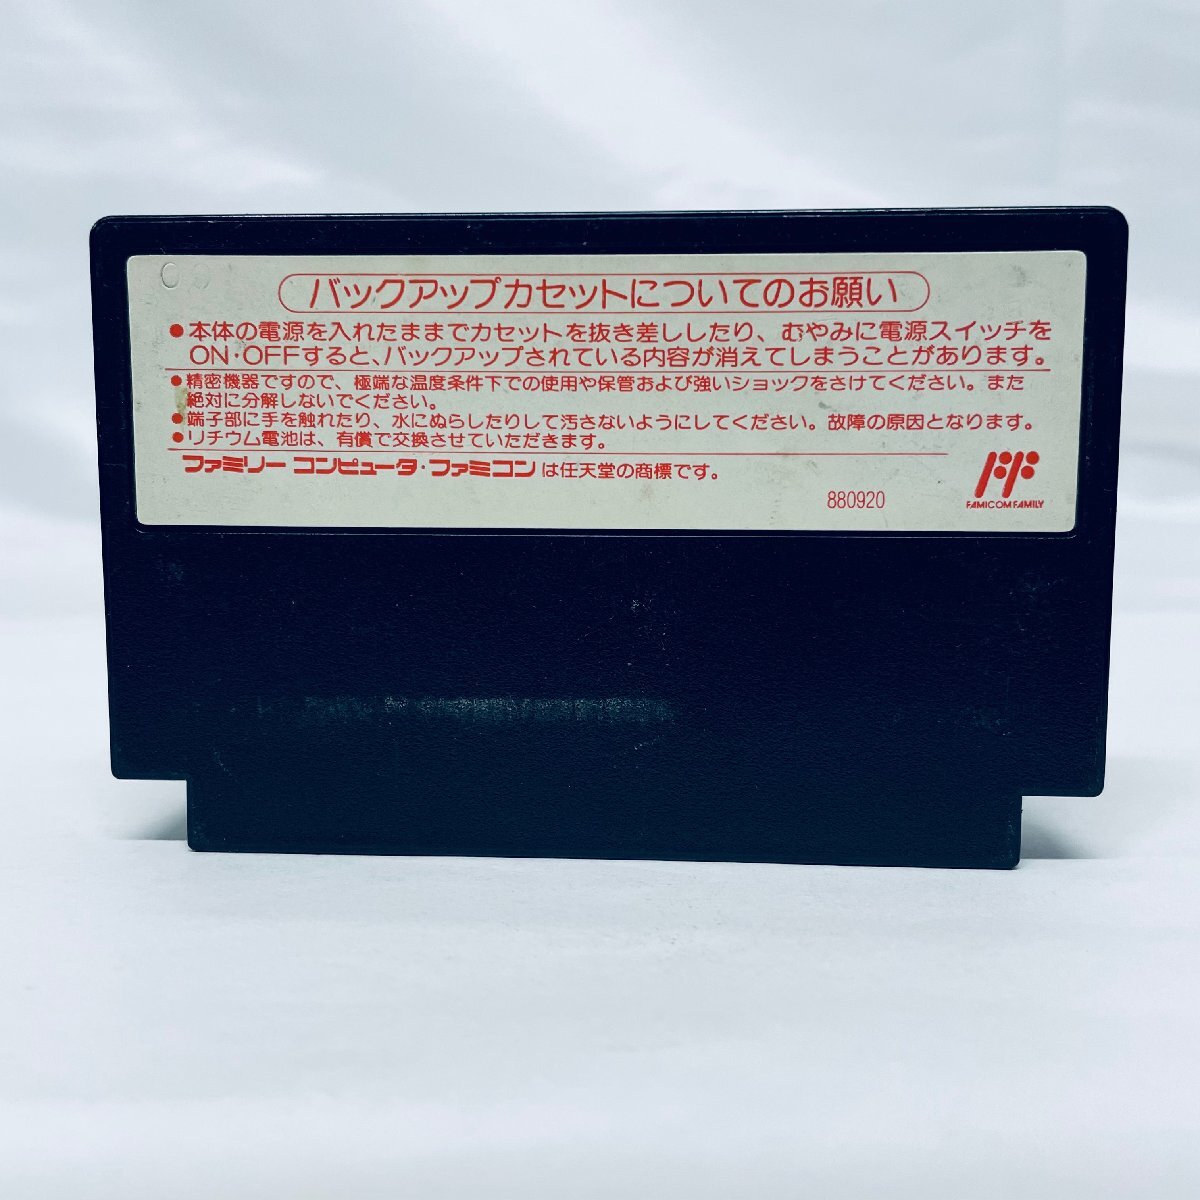 バックアップカセットについてのお願い
●本体の電源を入れたままでカセットを抜き差ししたり、むやみに電源スイッチを
ON・OFFすると、バックアップされている内容が消えてしまうことがあります。
●精密機器ですので、極端な温度条件下での使用や保管および強いショックをさけてください。また
絶対に分解しないでください。
●端子部に手を触れたり、水にぬらしたりして汚さないようにしてください。故障の原因となります。
●リチウム電池は、有償で交換させていただきます。
ファミリー コンピュータ・ファミコンは任天堂の商標です。
880920
FAMICOM FAMILY